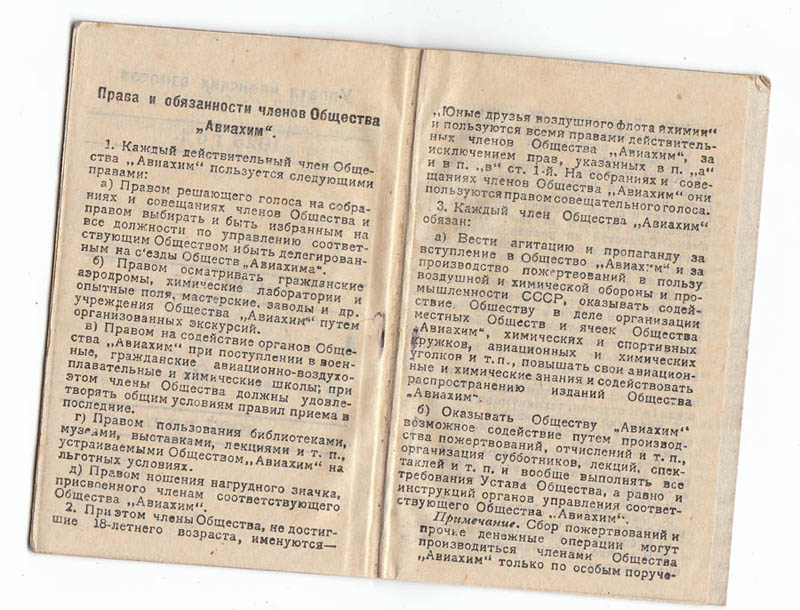 Права и обязанности членов Общества
„Авиахим“.
1. Каждый действительный член Обще-
ства „Авиахим“ пользуется следующими
правами:
а) Правом решающего голоса на собра-
ниях и совещаниях членов Общества и
правом выбирать и быть избранным на
все должности по управлению соответ-
ствующим Обществом и быть делегирован-
ным на с'езды Обществ „Авиахима“.
б) Правом осматривать гражданские
аэродромы, химические лаборатории и
опытные поля, мастерские, заводы и др.
учреждения Общества „Авиахим“ путем
организованных экскурсий.
в) Правом на содействие органов Обще-
ства „Авиахим“ при поступлении в воен-
ные, гражданские авиационно-воздухо-
плавательные и химические школы; при
этом члены Общества должны удовле-
творять общим условиям правил приема в
последние.
г) Правом пользования библиотеками,
музеями, выставками, лекциями и т. п.,
устраиваемыми Обществом „Авиахим“ на
льготных условиях.
д) Правом ношения нагрудного значка,
присвоенного членам соответствующего
Общества „Авиахим“.
2. При этом члены Общества, не достиг-
шие 18-летнего возраста, именуются—
„Юные друзья воздушного флота и химии“
и пользуются всеми правами действитель-
ных членов Общества „Авиахим“, за
исключением прав, указанных в п. „а“
и в п. „в“ ст. 1-й. На собраниях и сове-
щаниях членов Общества „Авиахим“ они
пользуются правом совещательного голоса.
3. Каждый член Общества „Авиахим“
обязан:
а) Вести агитацию и пропаганду за
вступление в Общество „Авиахим“ и за
производство пожертвований в пользу
воздушной и химической обороны и про-
мышленности СССР, оказывать содей-
ствие Обществу в деле организации
местных Обществ и ячеек Общества
„Авиахим“, химических и спортивных
кружков, авиационных и химических
уголков и т. п., повышать свои авиацион-
ные и химические знания и содействовать
распространению изданий Общества
„Авиахим“.
б) Оказывать Обществу „Авиахим“
возможное содействие путем производ-
ства пожертвований, отчислений и т. п.,
организация субботников, лекций, спек-
таклей и т. п. и вообще выполнять все
требования Устава Общества, а равно и
инструкций органов управления соответ-
ствующего Общества „Авиахим“.
Примечание. Сбор пожертвований и
прочие денежные операции могут
производиться членами Общества
„Авиахим“ только по особым поруче-